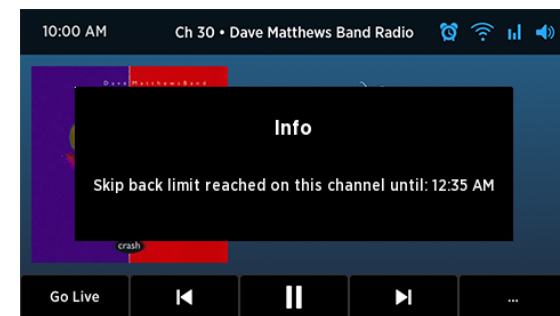 10:00 AM Ch 30 • Dave Matthews Band Radio
Dave Matthews Band
Info
Skip back limit reached on this channel until: 12:35 AM
crash
Go Live ...